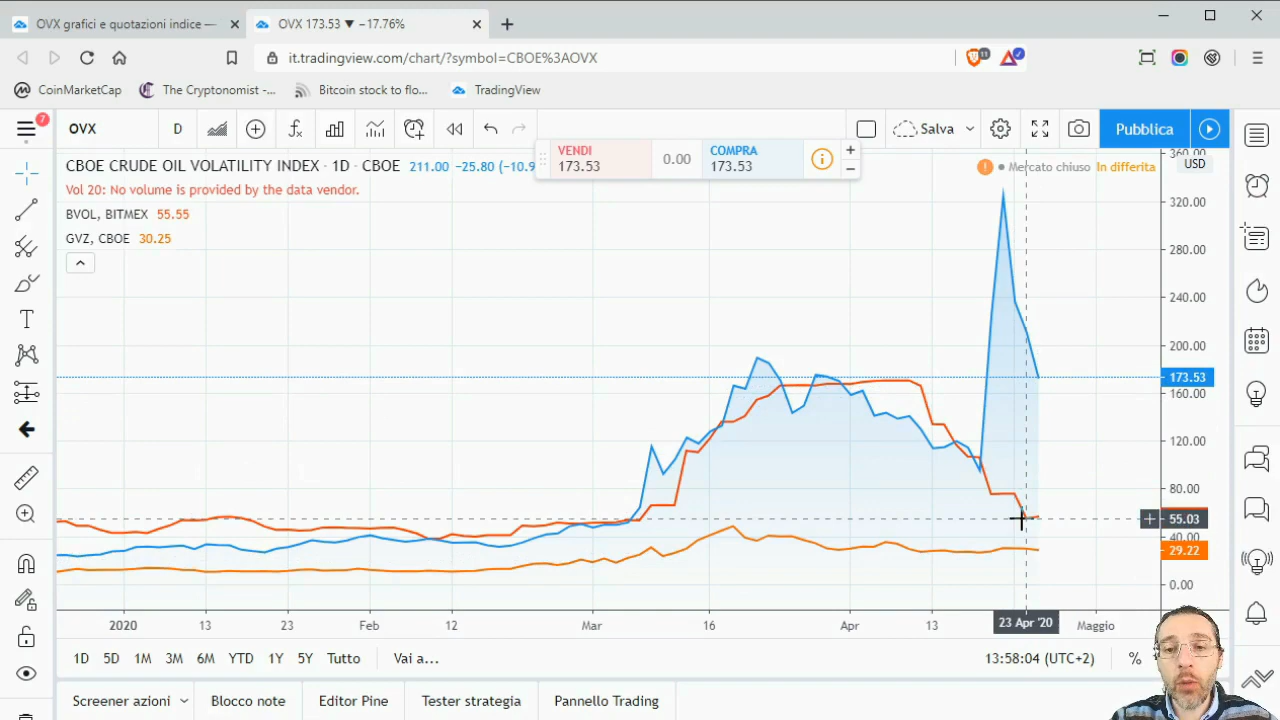 OVX grafici e quotazioni indice —
OVX 173.53 ▼ −17.76%
it.tradingview.com/chart/?symbol=CBOE%3AOVX
11
CoinMarketCap
The Cryptonomist -...
Bitcoin stock to flo...
TradingView
7
OVX
D
Salva
Pubblica
VENDI
173.53
0.00
COMPRA
173.53
CBOE CRUDE OIL VOLATILITY INDEX · 1D · CBOE 211.00 −25.80 (−10.9
Mercato chiuso
In differita
USD
Vol 20: No volume is provided by the data vendor.
BVOL, BITMEX 55.55
GVZ, CBOE 30.25
360.00
320.00
280.00
240.00
200.00
173.53
160.00
120.00
80.00
55.03
40.00
29.22
0.00
2020
13
23
Feb
12
Mar
16
Apr
13
23 Apr '20
Maggio
1D 5D 1M 3M 6M YTD 1Y 5Y Tutto
Vai a...
13:58:04 (UTC+2)
%
Screener azioni
Blocco note
Editor Pine
Tester strategia
Pannello Trading